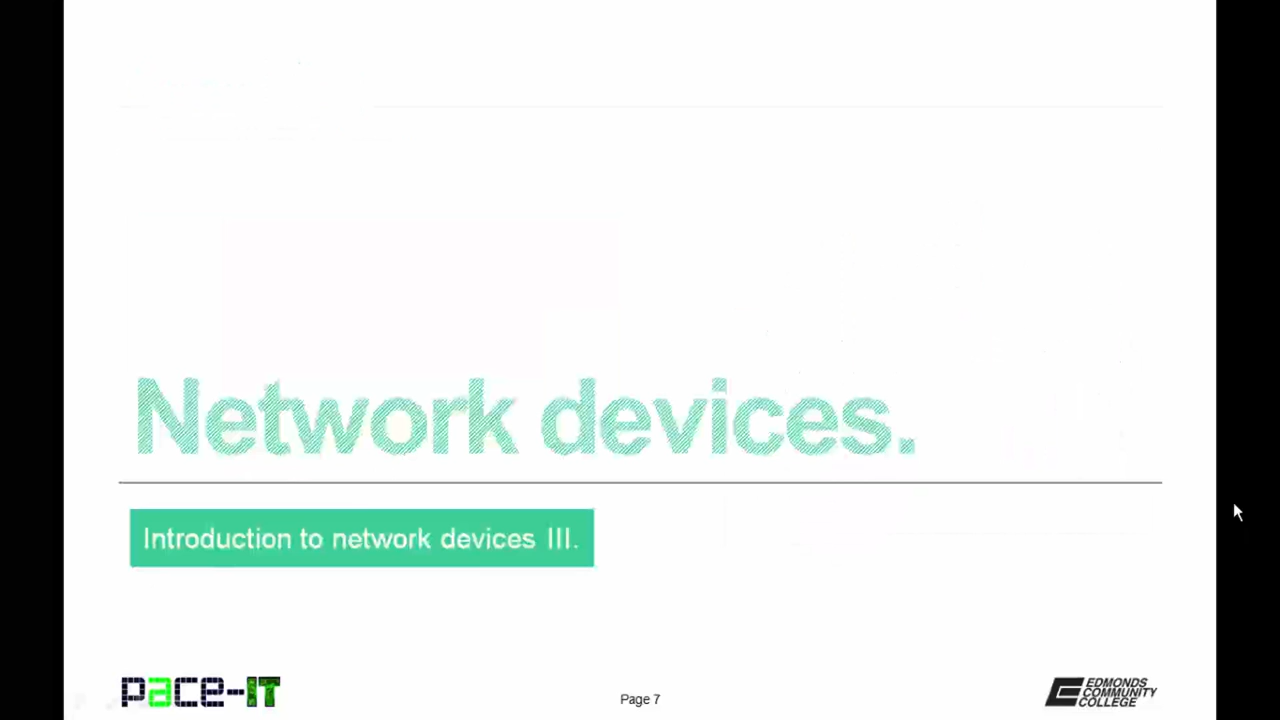 Network devices.
Introduction to network devices III.
pace-IT
Page 7
EDMONDS
COMMUNITY
COLLEGE